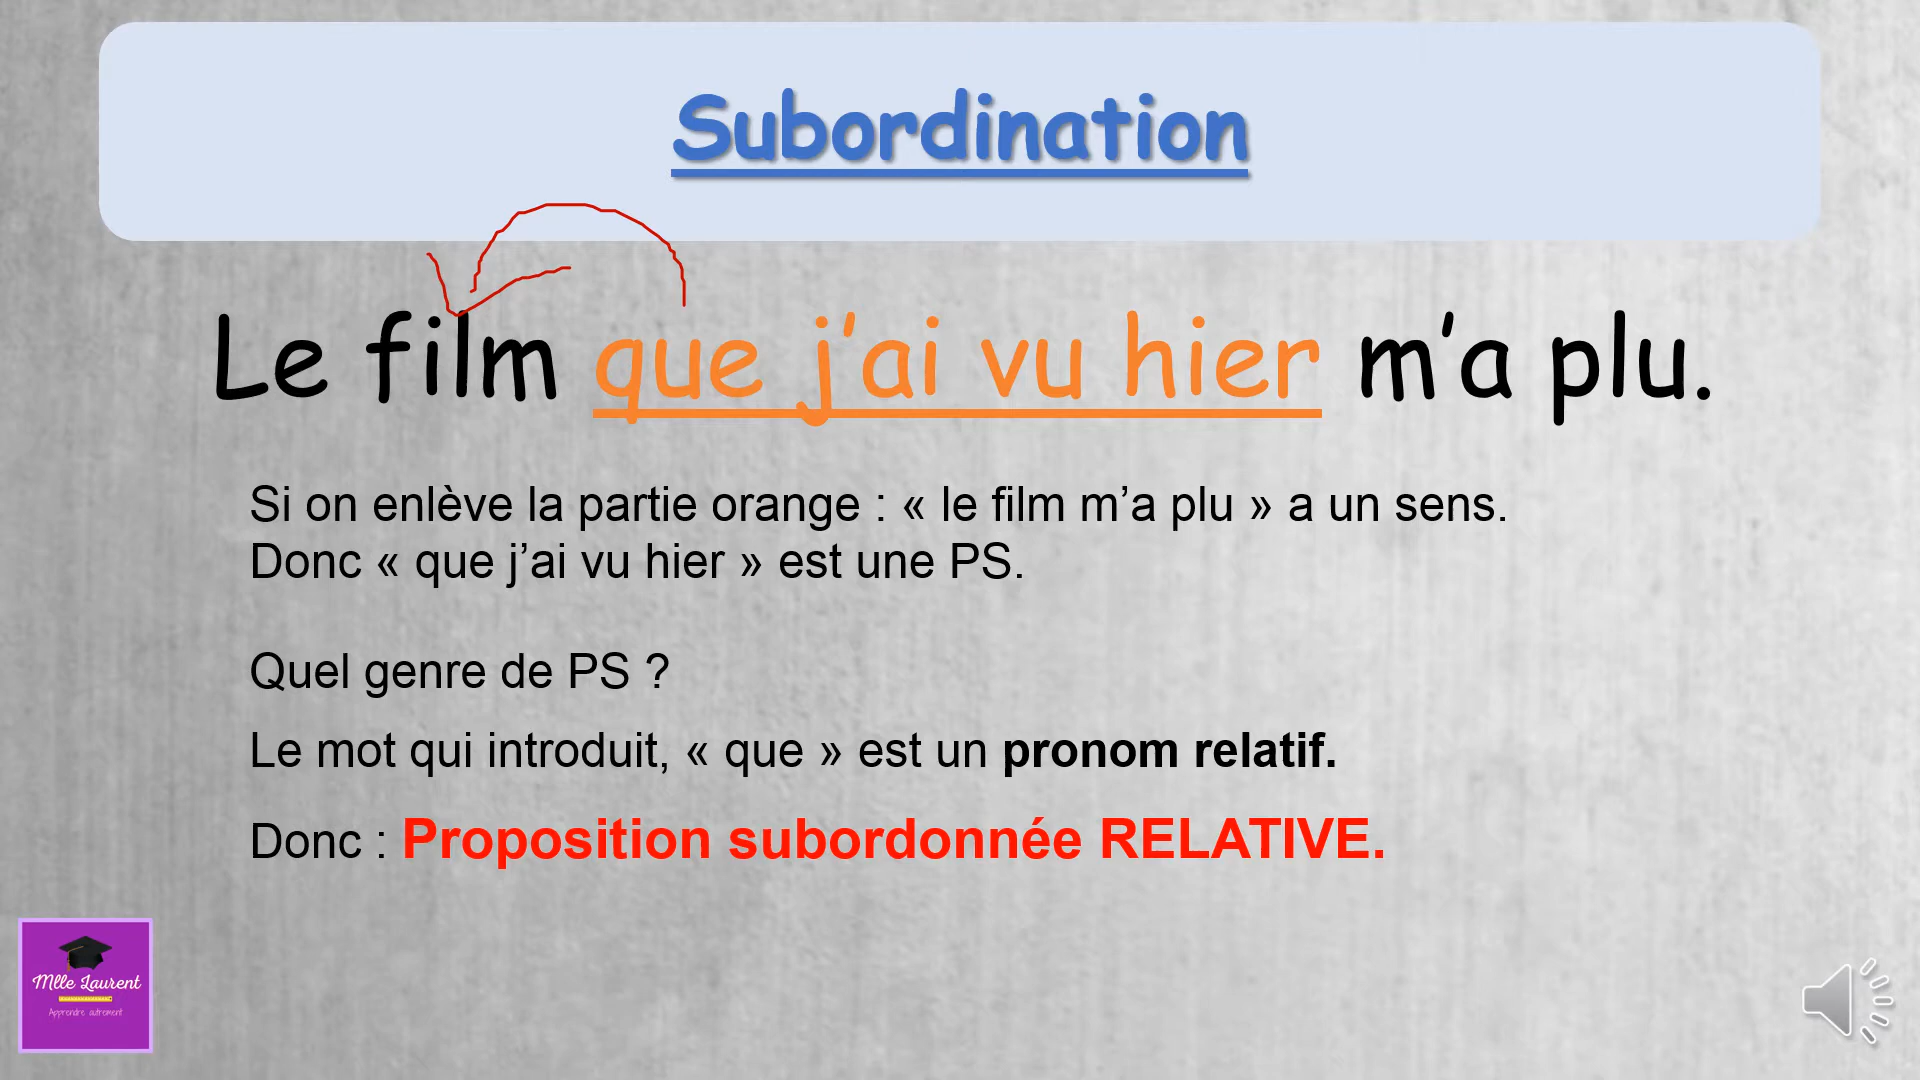 Subordination
Le film que j’ai vu hier m’a plu.
Si on enlève la partie orange : « le film m’a plu » a un sens.
Donc « que j’ai vu hier » est une PS.
Quel genre de PS ?
Le mot qui introduit, « que » est un pronom relatif.
Donc : Proposition subordonnée RELATIVE.
Mlle Laurent
Apprendre autrement